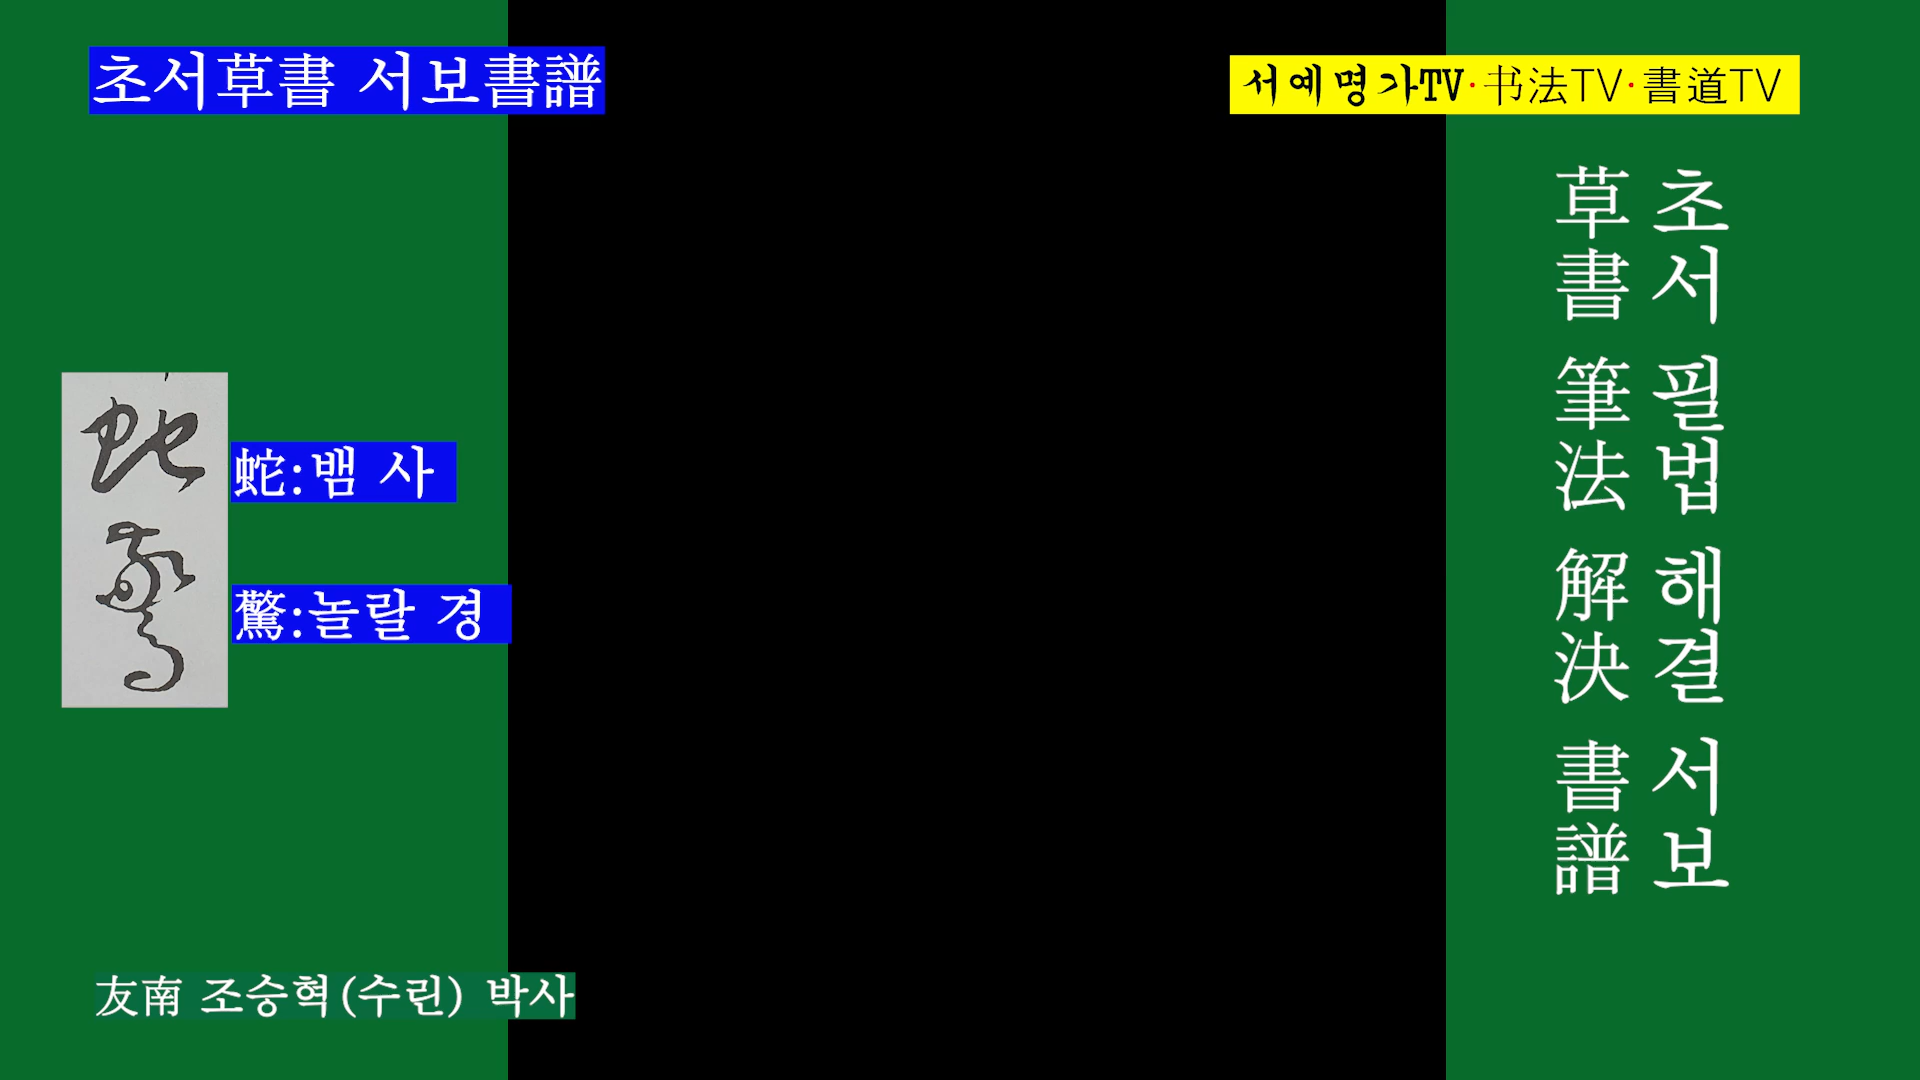 초서草書 서보書譜
서예명가TV·书法TV·書道TV
초서 필법 해결 서보
草書 筆法 解決 書譜
蛇
驚
蛇:뱀 사
驚:놀랄 경
友南 조승혁(수린) 박사